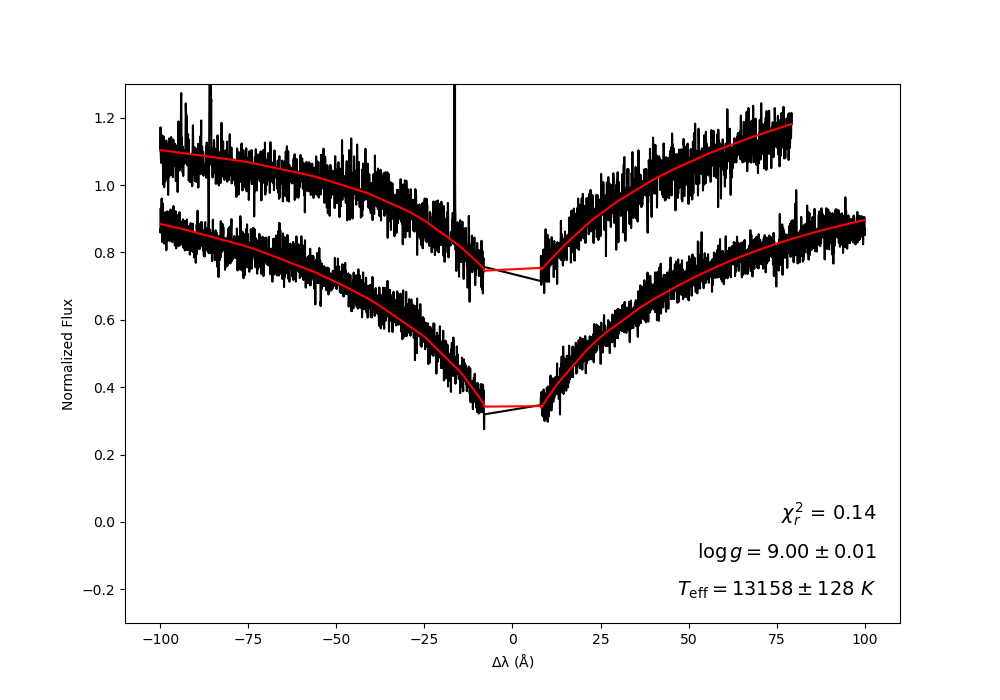 1.2
1.0
0.8
0.6
0.4
0.2
0.0
−0.2
Normalized Flux
χ²ᵣ = 0.14
log g = 9.00 ± 0.01
T_eff = 13158 ± 128 K
−100 −75 −50 −25 0 25 50 75 100
Δλ (Å)